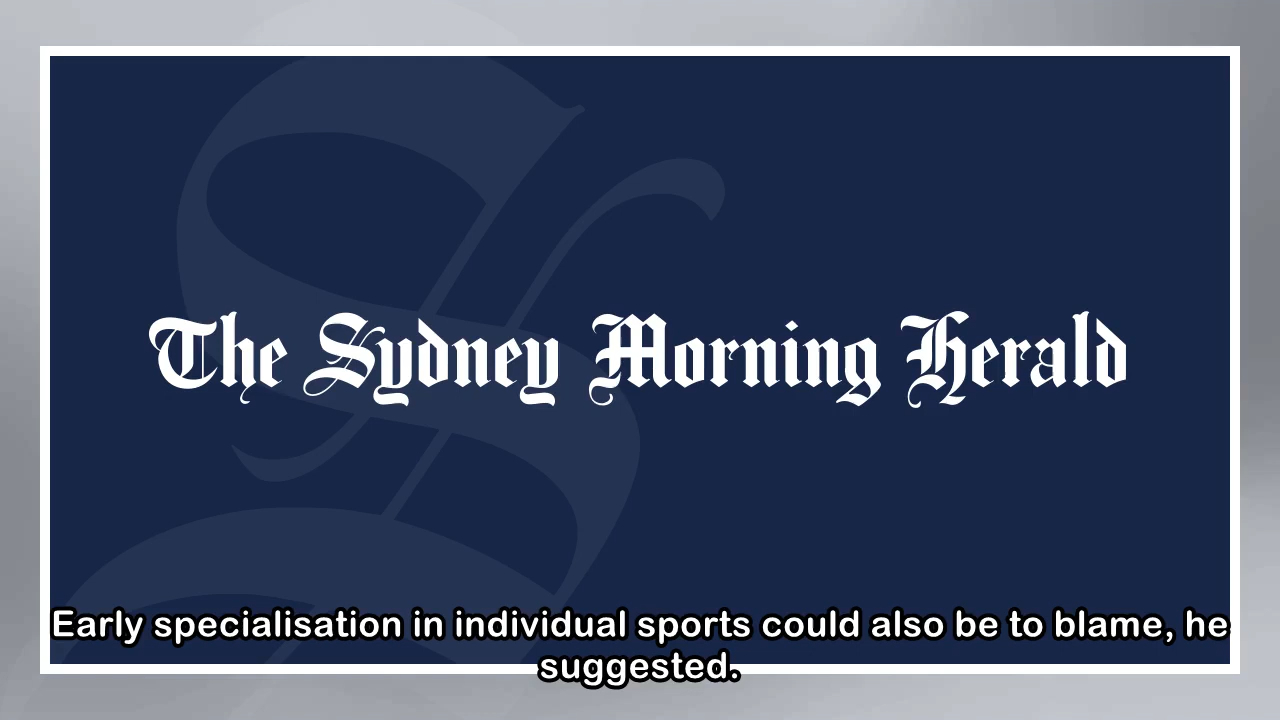 The Sydney Morning Herald
Early specialisation in individual sports could also be to blame, he
suggested.